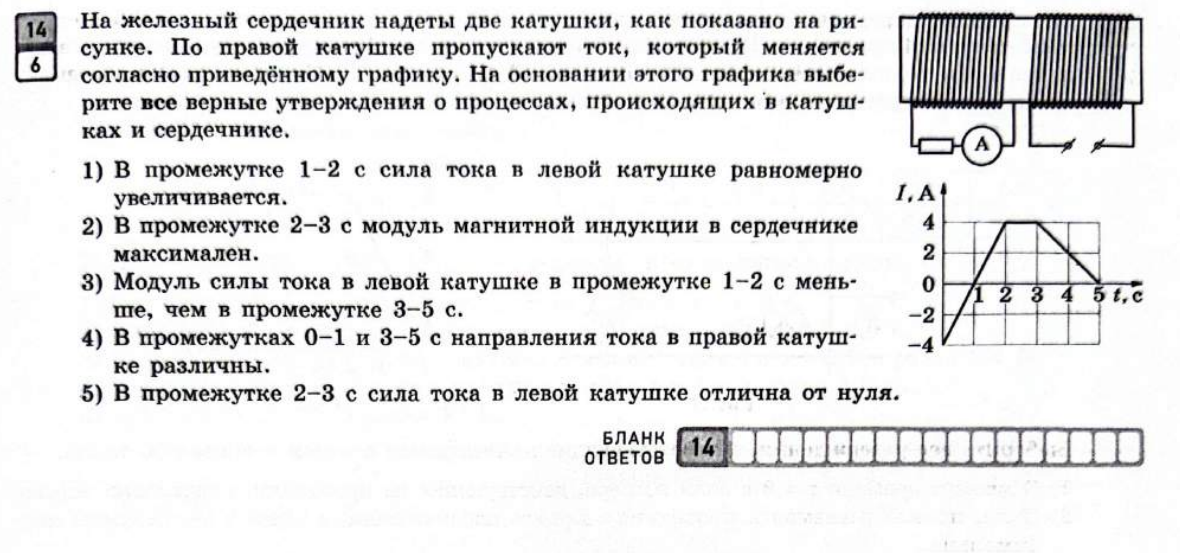 14
6
На железный сердечник надеты две катушки, как показано на ри-
сунке. По правой катушке пропускают ток, который меняется
согласно приведённому графику. На основании этого графика выбе-
рите все верные утверждения о процессах, происходящих в катуш-
ках и сердечнике.
1) В промежутке 1–2 с сила тока в левой катушке равномерно
увеличивается.
2) В промежутке 2–3 с модуль магнитной индукции в сердечнике
максимален.
3) Модуль силы тока в левой катушке в промежутке 1–2 с мень-
ше, чем в промежутке 3–5 с.
4) В промежутках 0–1 и 3–5 с направления тока в правой катуш-
ке различны.
5) В промежутке 2–3 с сила тока в левой катушке отлична от нуля.
A
I, А
4
2
0
1 2 3 4 5 t, с
–2
–4
БЛАНК
ОТВЕТОВ
14